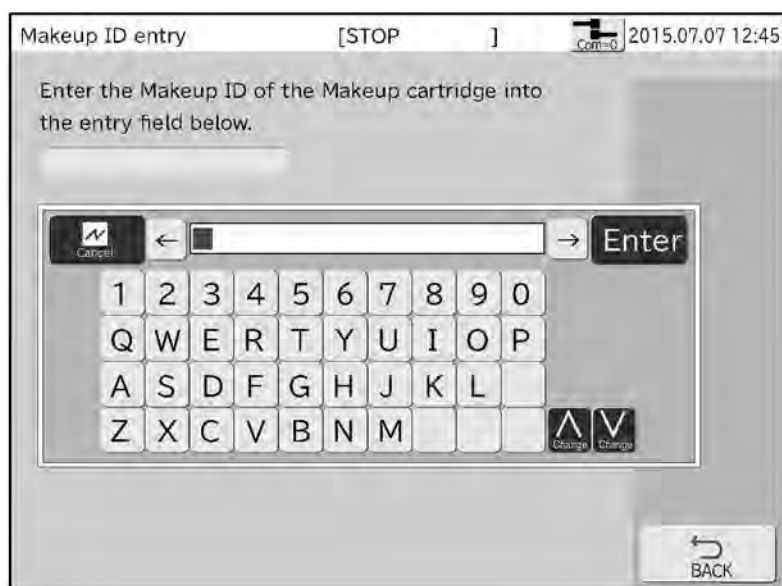 Makeup ID entry [STOP ] Com=0 2015.07.07 12:45
Enter the Makeup ID of the Makeup cartridge into
the entry field below.
Cancel ← → Enter
1 2 3 4 5 6 7 8 9 0
Q W E R T Y U I O P
A S D F G H J K L
Z X C V B N M Change Change
BACK